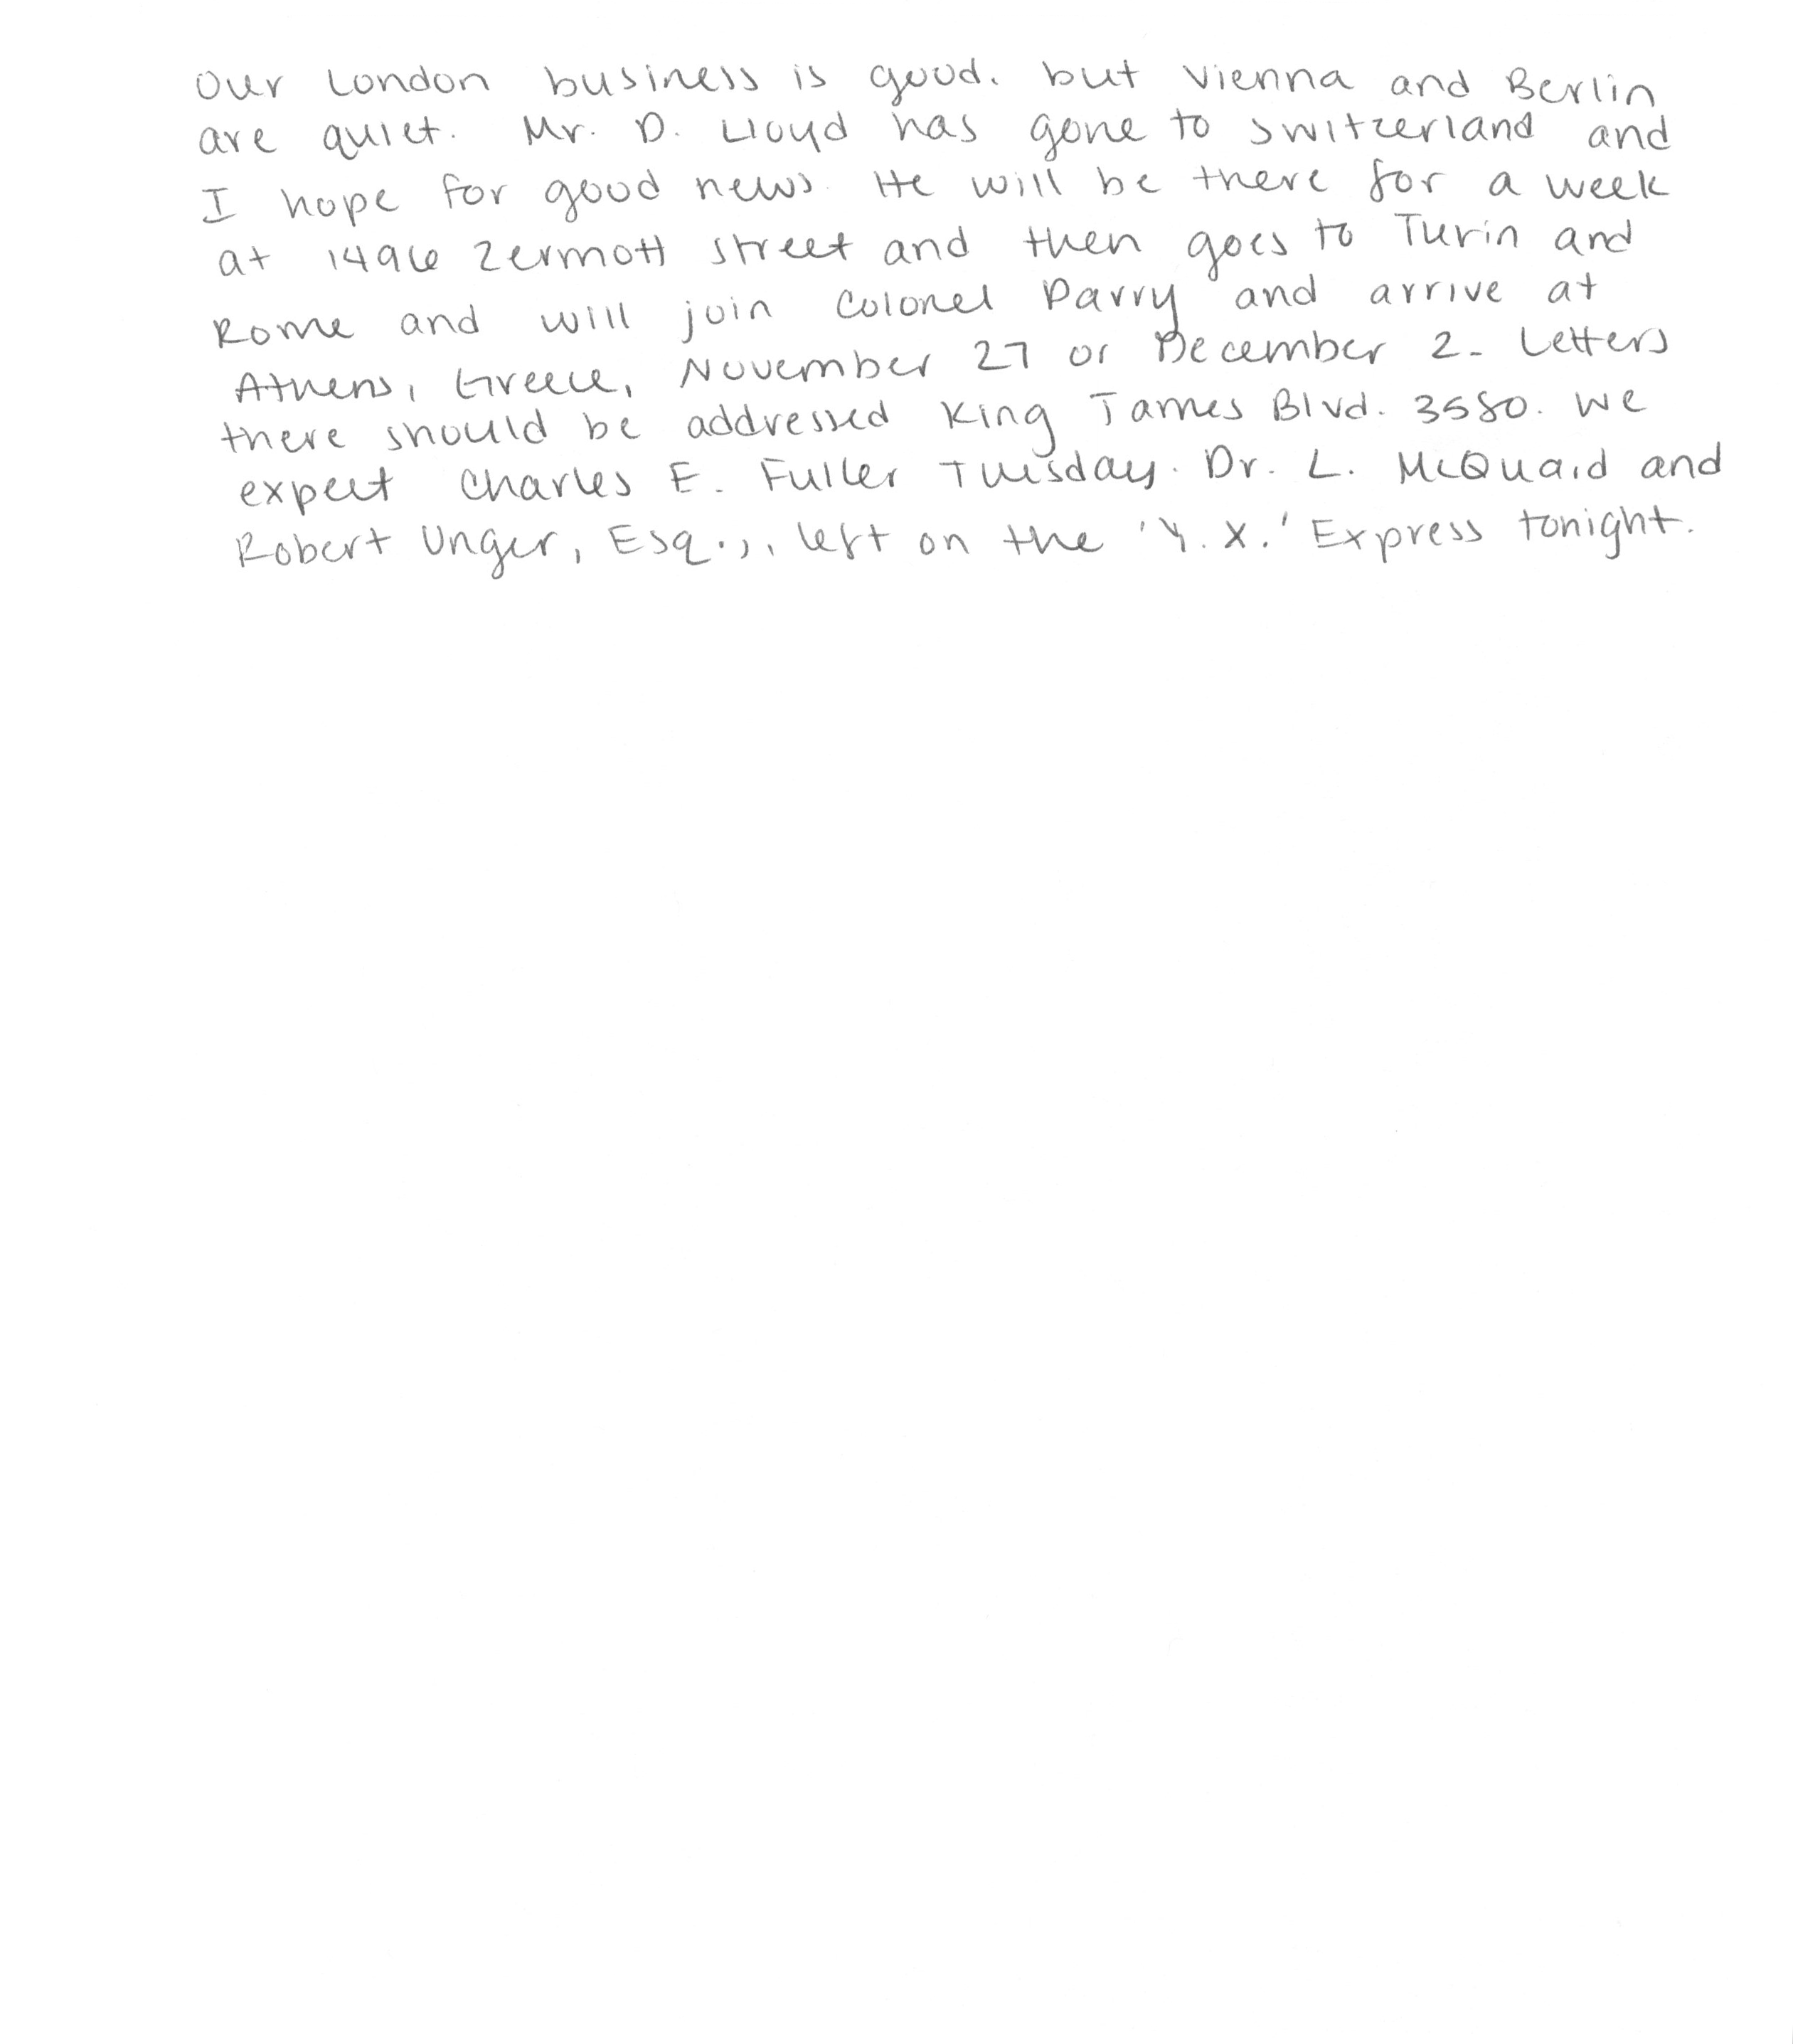 Our London business is good, but Vienna and Berlin
are quiet. Mr. D. Lloyd has gone to Switzerland and
I hope for good news. He will be there for a week
at 1496 Zermott street and then goes to Turin and
Rome and will join Colonel Parry and arrive at
Athens, Greece, November 27 or December 2. Letters
there should be addressed King James Blvd. 3580. We
expect Charles E. Fuller Tuesday. Dr. L. McQuaid and
Robert Unger, Esq., left on the 'Y. X.' Express tonight.